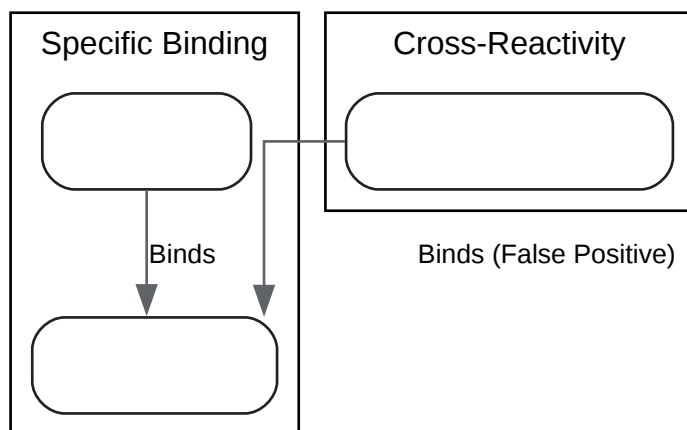 Specific Binding
Cross-Reactivity
Binds
Binds (False Positive)